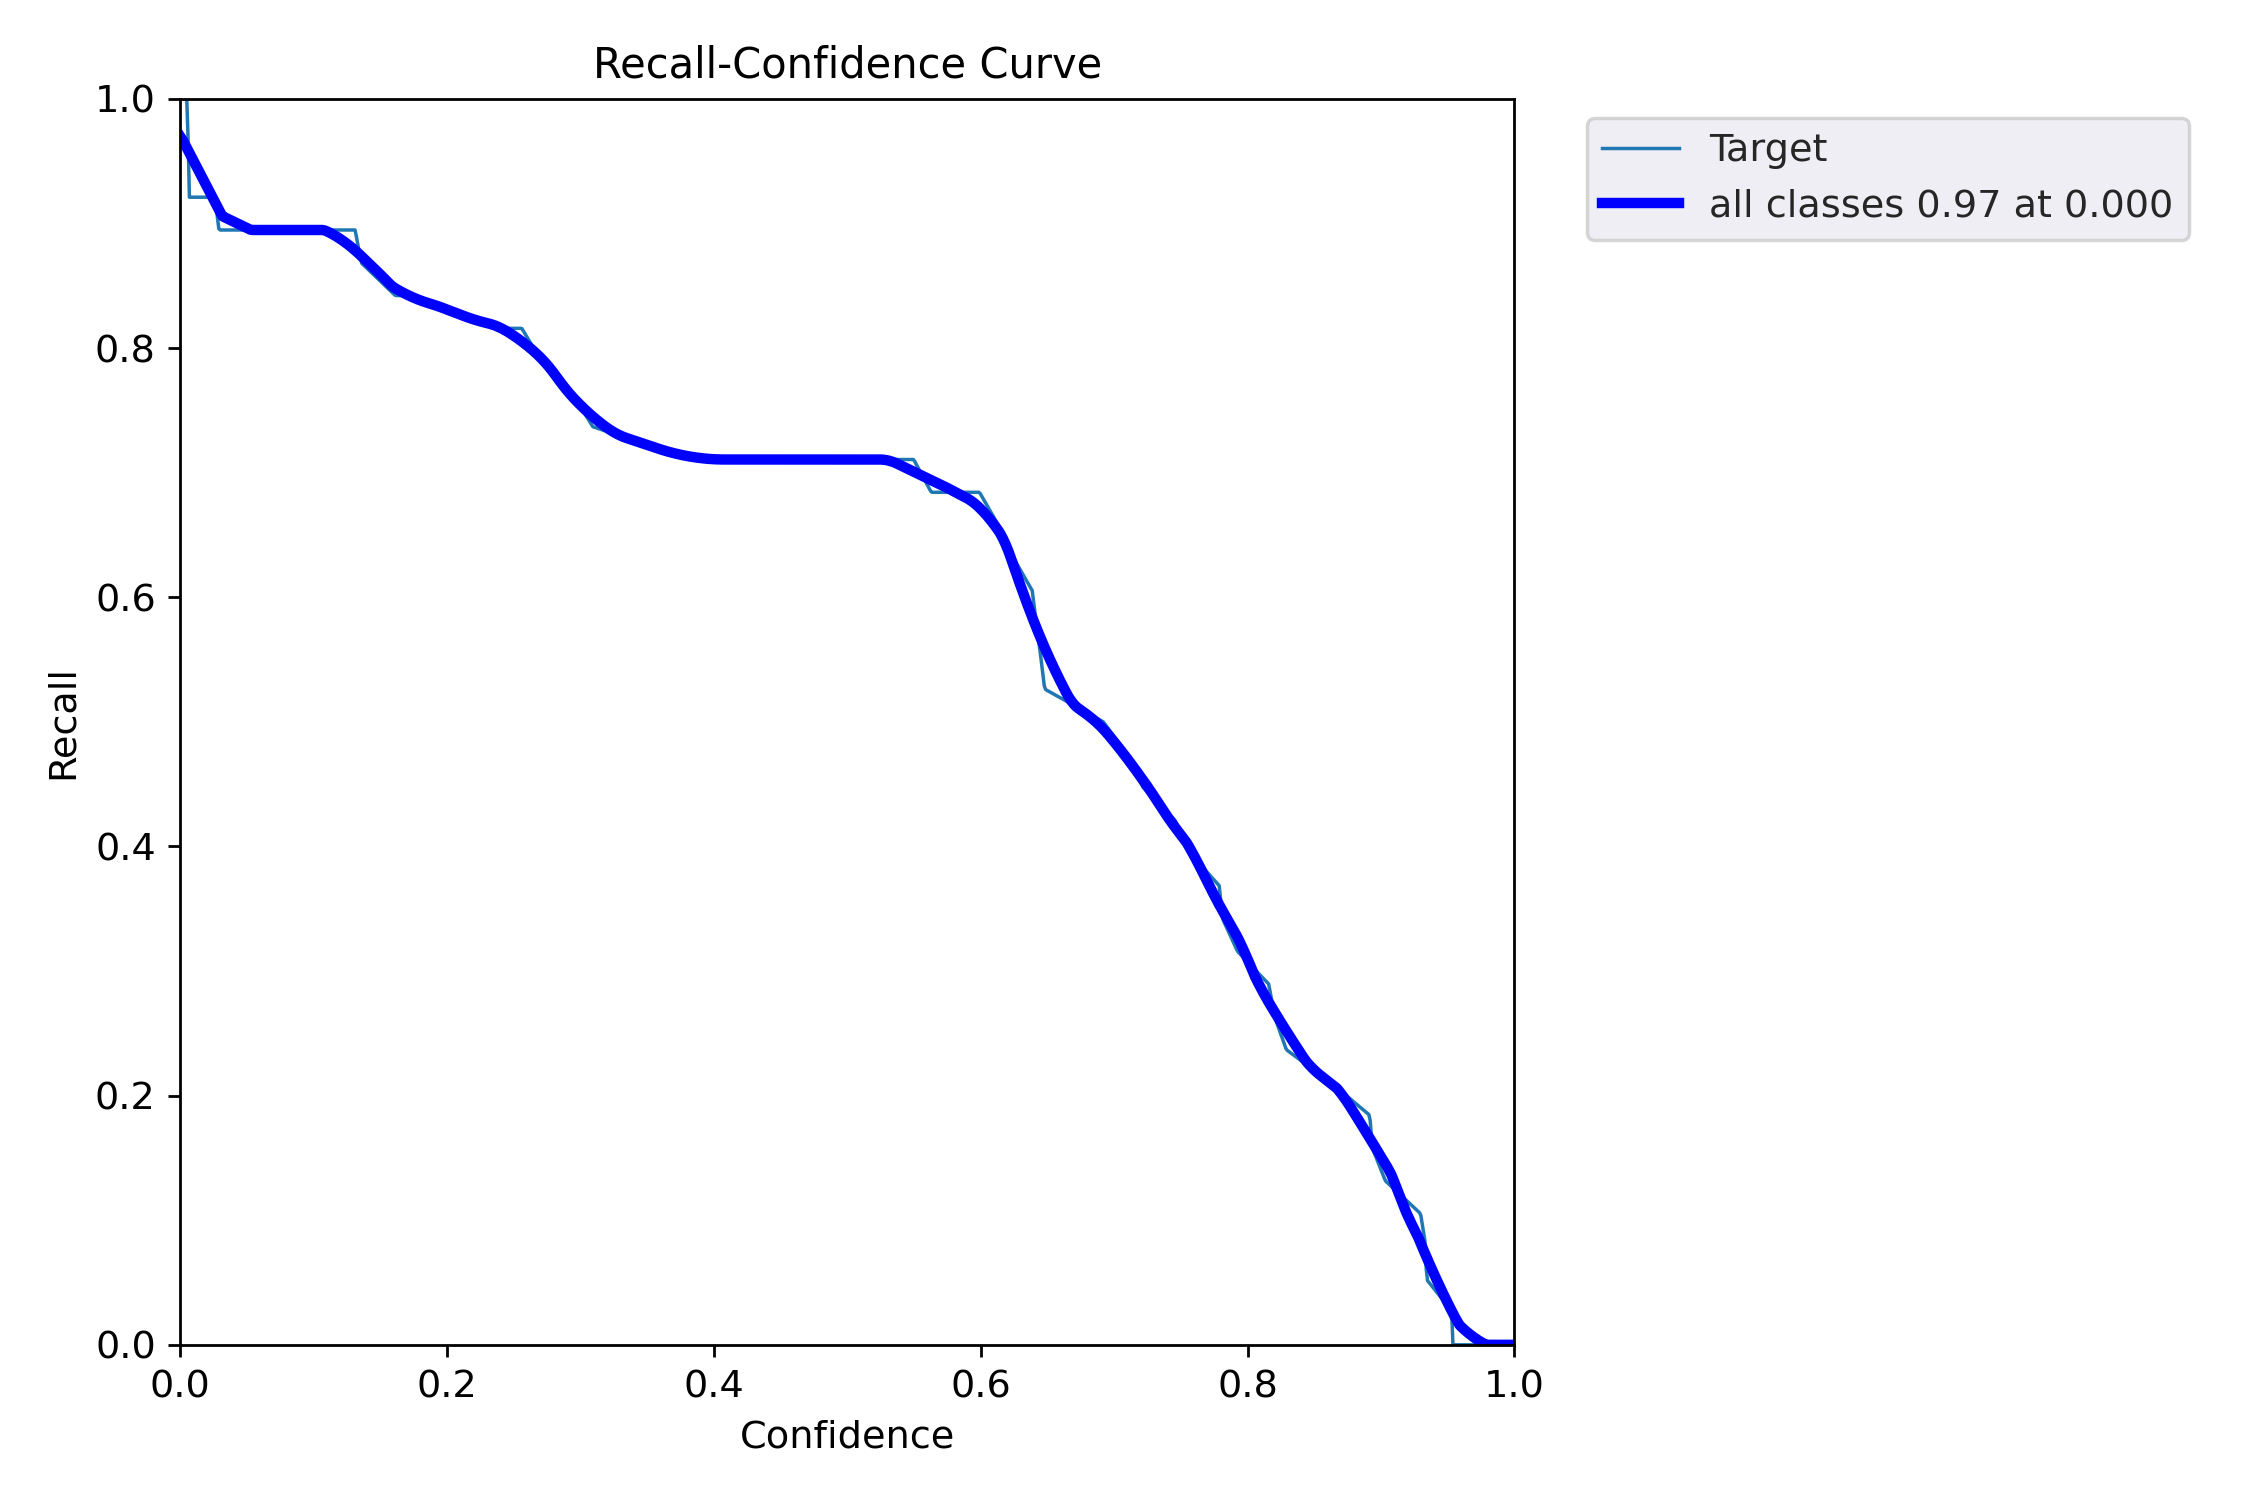 Recall-Confidence Curve
1.0
0.8
0.6
0.4
0.2
0.0
Recall
0.0 0.2 0.4 0.6 0.8 1.0
Confidence
Target
all classes 0.97 at 0.000